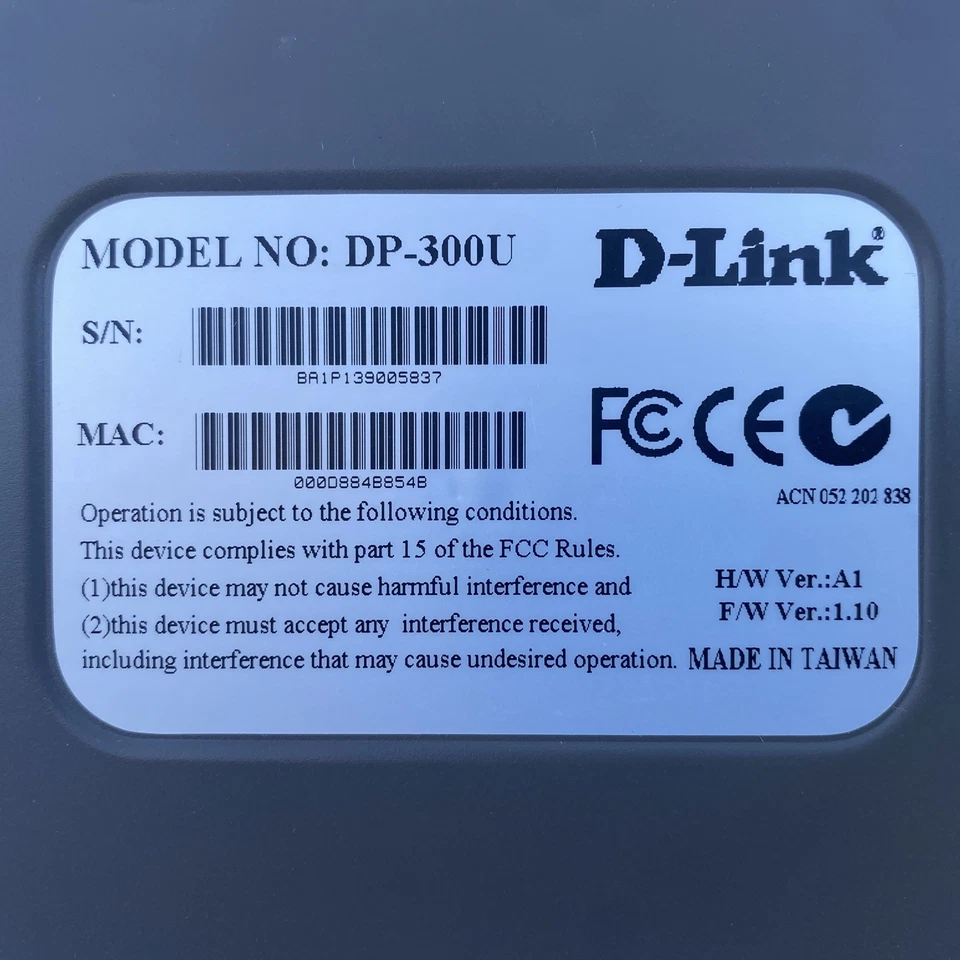 MODEL NO: DP-300U
D-Link®
S/N:
BA1P139005837
FC CE
MAC:
000D884B854B
ACN 052 202 838
Operation is subject to the following conditions.
This device complies with part 15 of the FCC Rules.
(1)this device may not cause harmful interference and
H/W Ver.:A1
(2)this device must accept any interference received,
F/W Ver.:1.10
including interference that may cause undesired operation. MADE IN TAIWAN